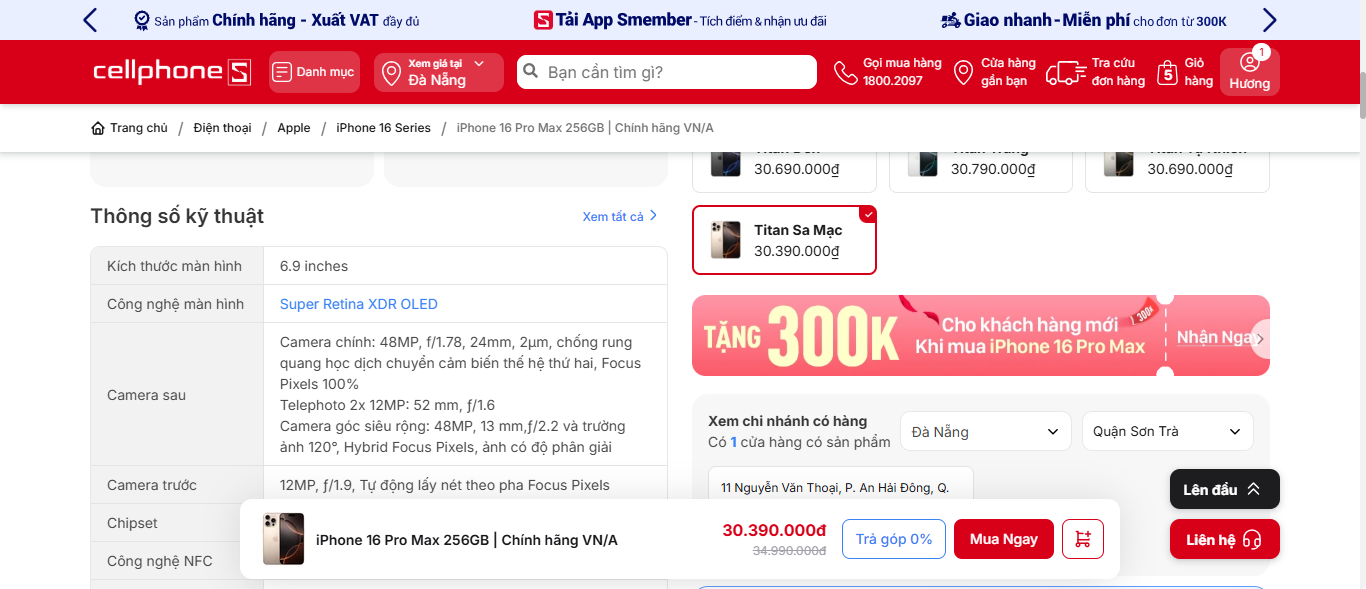 Sản phẩm Chính hãng - Xuất VAT đầy đủ
Tải App Smember - Tích điểm & nhận ưu đãi
Giao nhanh - Miễn phí cho đơn từ 300K
cellphoneS
Danh mục
Xem giá tại
Đà Nẵng
Bạn cần tìm gì?
Gọi mua hàng
1800.2097
Cửa hàng
gần bạn
Tra cứu
đơn hàng
5
Giỏ
hàng
1
Hương
Trang chủ / Điện thoại / Apple / iPhone 16 Series / iPhone 16 Pro Max 256GB | Chính hãng VN/A
30.690.000₫
30.790.000₫
30.690.000₫
Thông số kỹ thuật
Xem tất cả
Titan Sa Mạc
30.390.000₫
Kích thước màn hình
6.9 inches
Công nghệ màn hình
Super Retina XDR OLED
Camera sau
Camera chính: 48MP, f/1.78, 24mm, 2µm, chống rung
quang học dịch chuyển cảm biến thế hệ thứ hai, Focus
Pixels 100%
Telephoto 2x 12MP: 52 mm, ƒ/1.6
Camera góc siêu rộng: 48MP, 13 mm,ƒ/2.2 và trường
ảnh 120°, Hybrid Focus Pixels, ảnh có độ phân giải
Camera trước
12MP, ƒ/1.9, Tự động lấy nét theo pha Focus Pixels
Chipset
Công nghệ NFC
TẶNG 300K
Cho khách hàng mới
Khi mua iPhone 16 Pro Max
300K
Nhận Nga
Xem chi nhánh có hàng
Có 1 cửa hàng có sản phẩm
Đà Nẵng
Quận Sơn Trà
11 Nguyễn Văn Thoại, P. An Hải Đông, Q.
Lên đầu
Liên hệ
iPhone 16 Pro Max 256GB | Chính hãng VN/A
30.390.000₫
34.990.000₫
Trả góp 0%
Mua Ngay